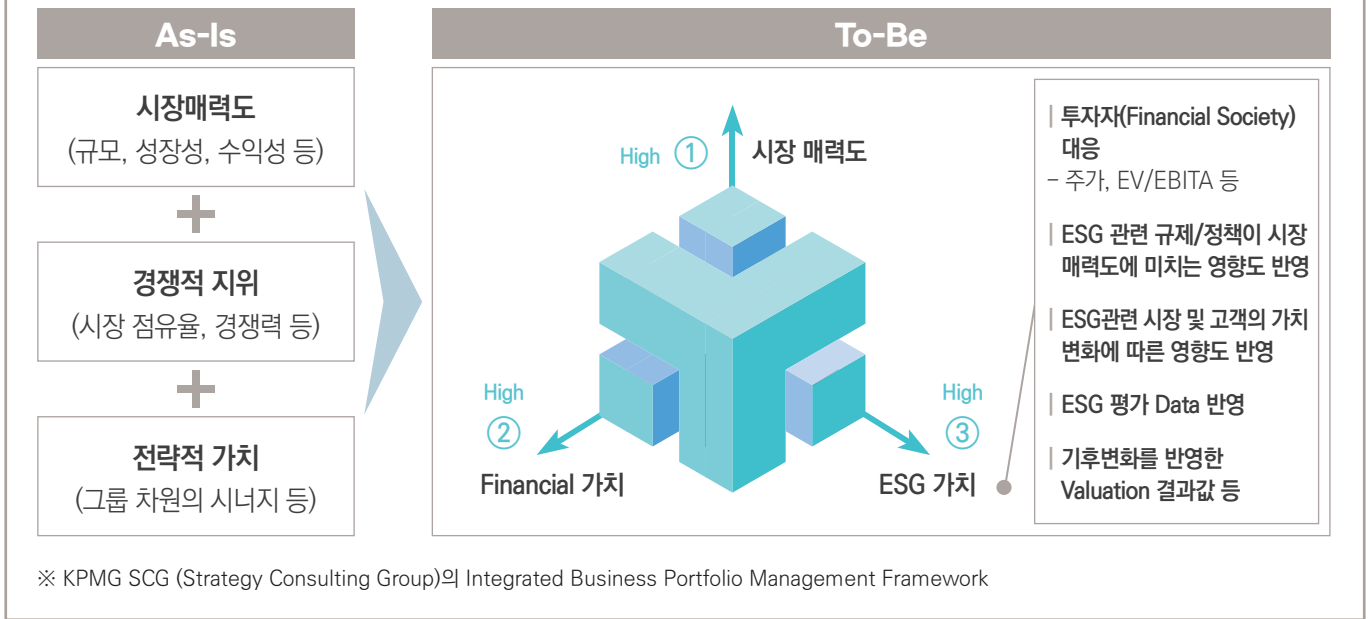 As-Is
시장매력도
(규모, 성장성, 수익성 등)
+
경쟁적 지위
(시장 점유율, 경쟁력 등)
+
전략적 가치
(그룹 차원의 시너지 등)
To-Be
High ① 시장 매력도
High
②
Financial 가치
High
③
ESG 가치
| 투자자(Financial Society)
대응
– 주가, EV/EBITA 등
| ESG 관련 규제/정책이 시장
매력도에 미치는 영향도 반영
| ESG관련 시장 및 고객의 가치
변화에 따른 영향도 반영
| ESG 평가 Data 반영
| 기후변화를 반영한
Valuation 결과값 등
※ KPMG SCG (Strategy Consulting Group)의 Integrated Business Portfolio Management Framework